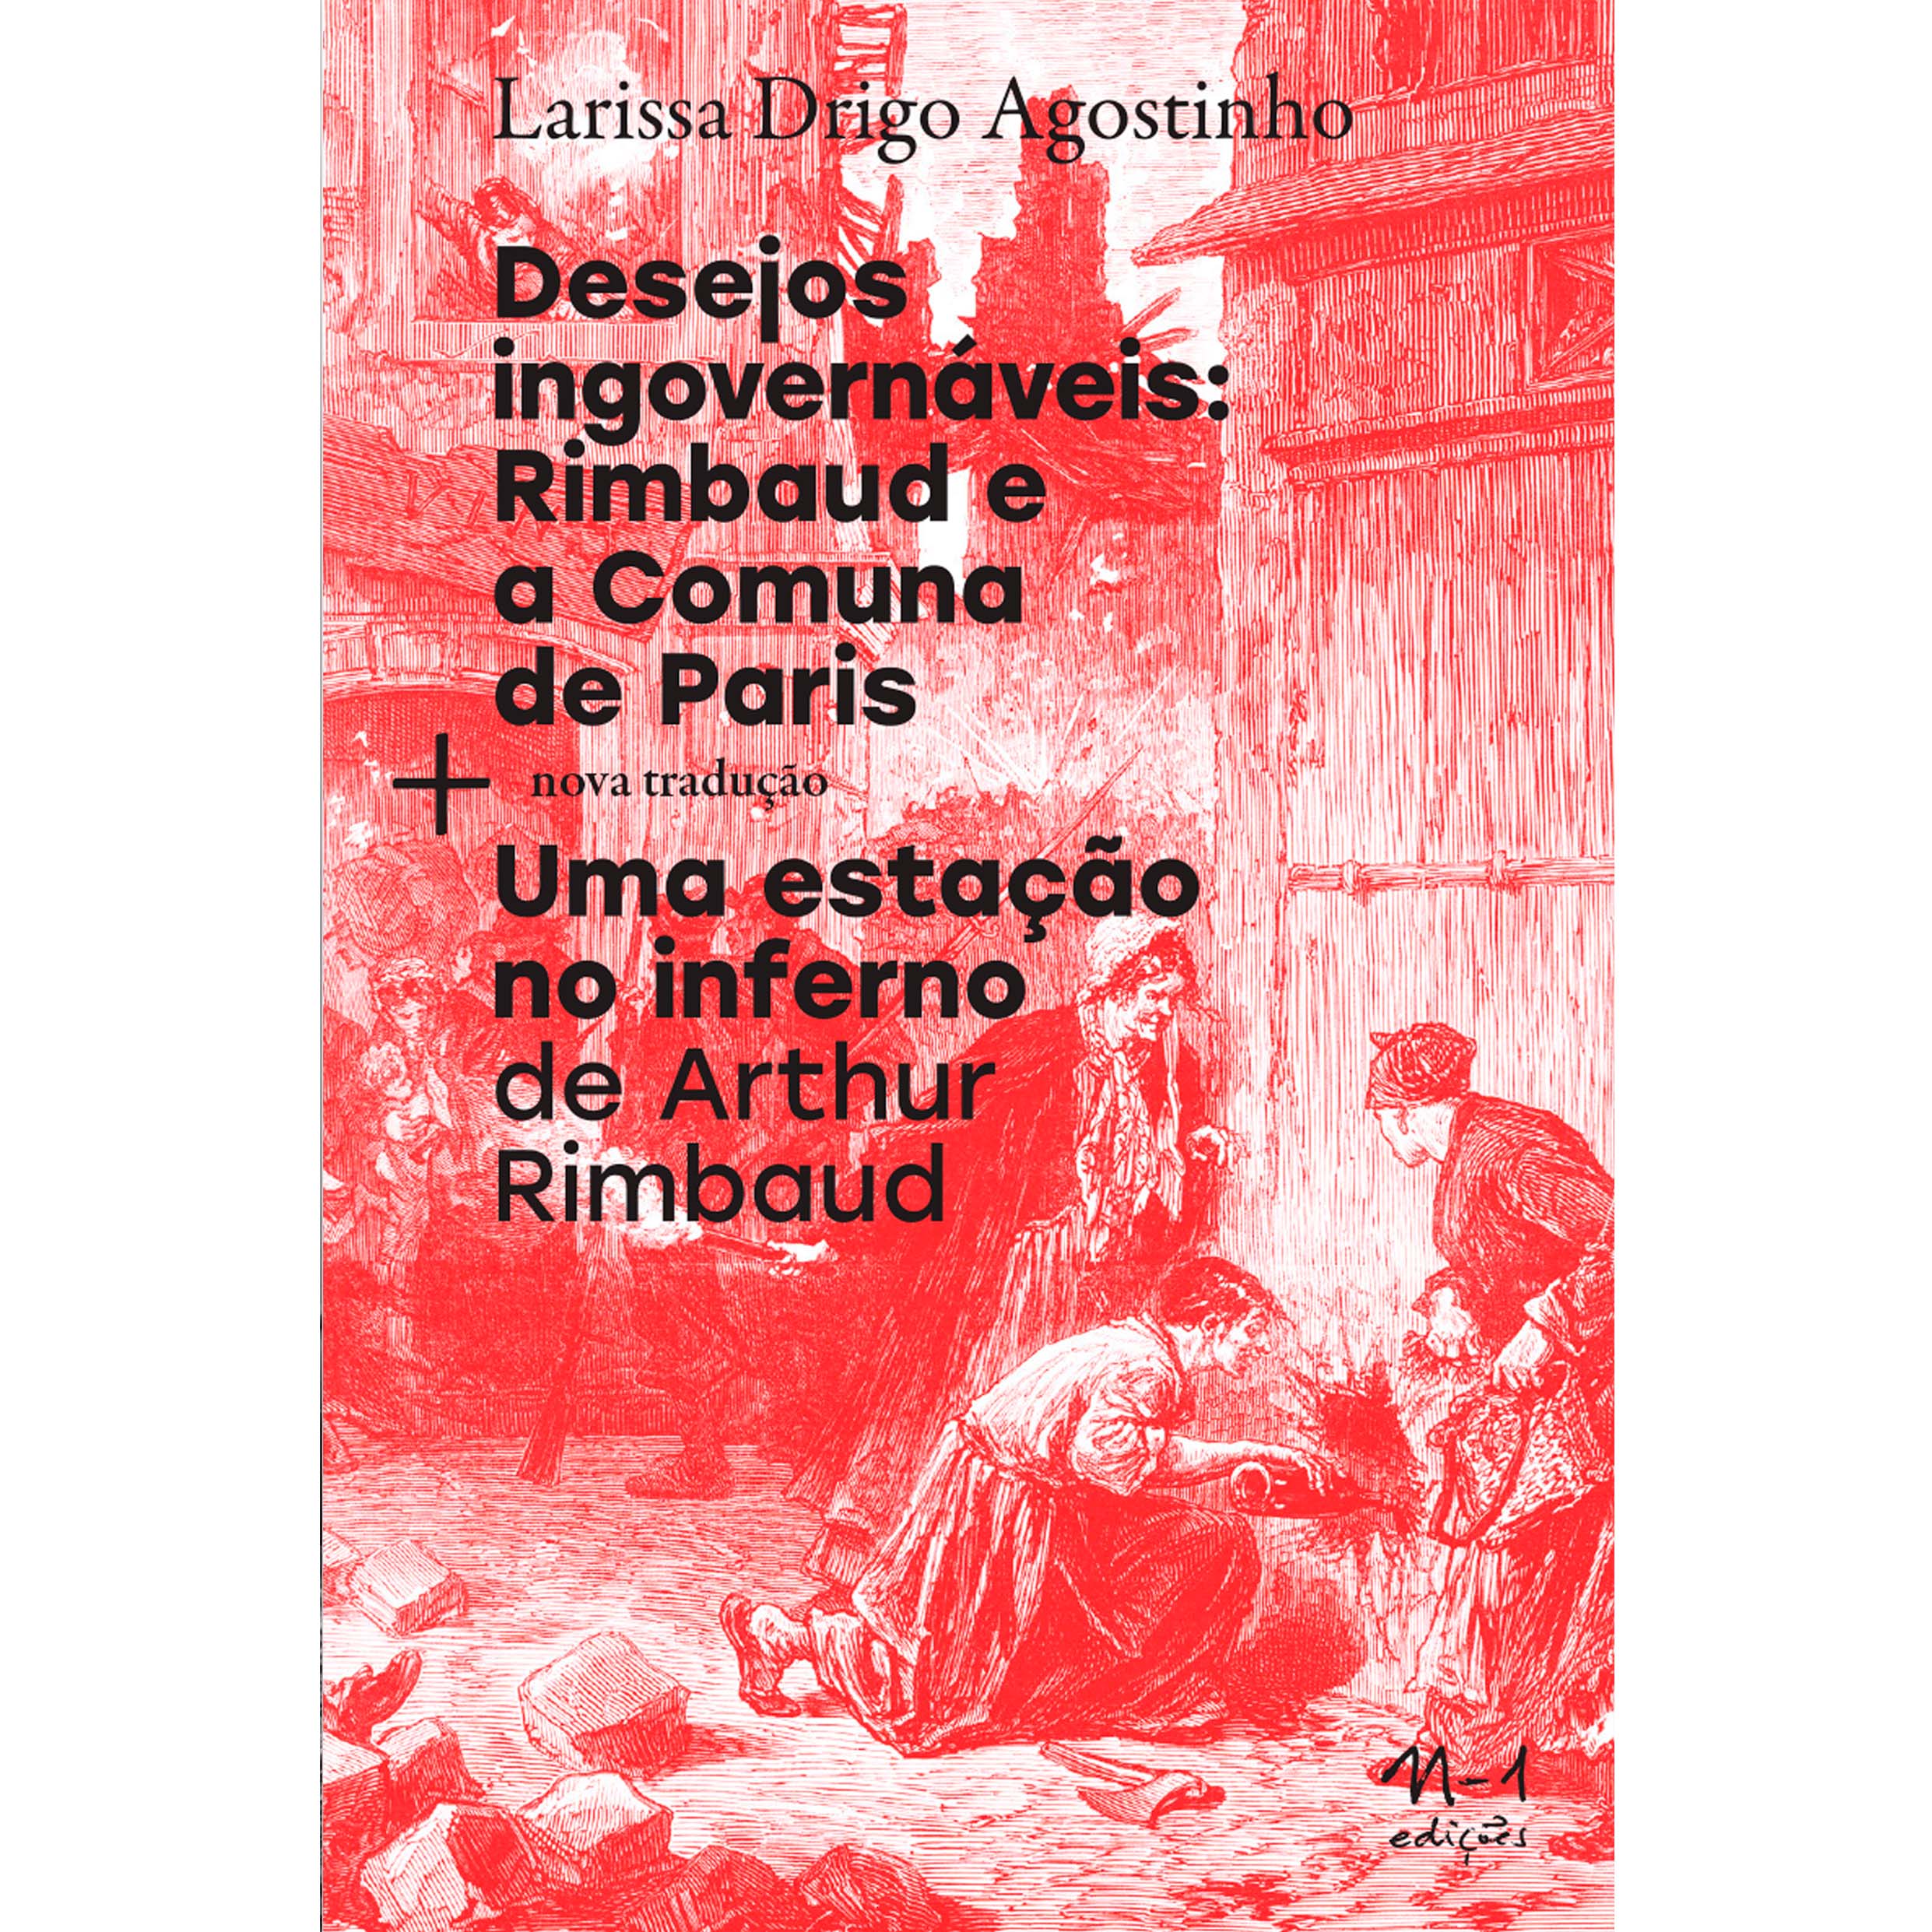 Larissa Drigo Agostinho
Desejos
ingovernáveis:
Rimbaud e
a Comuna
de Paris
+ nova tradução
Uma estação
no inferno
de Arthur
Rimbaud
n-1
edições